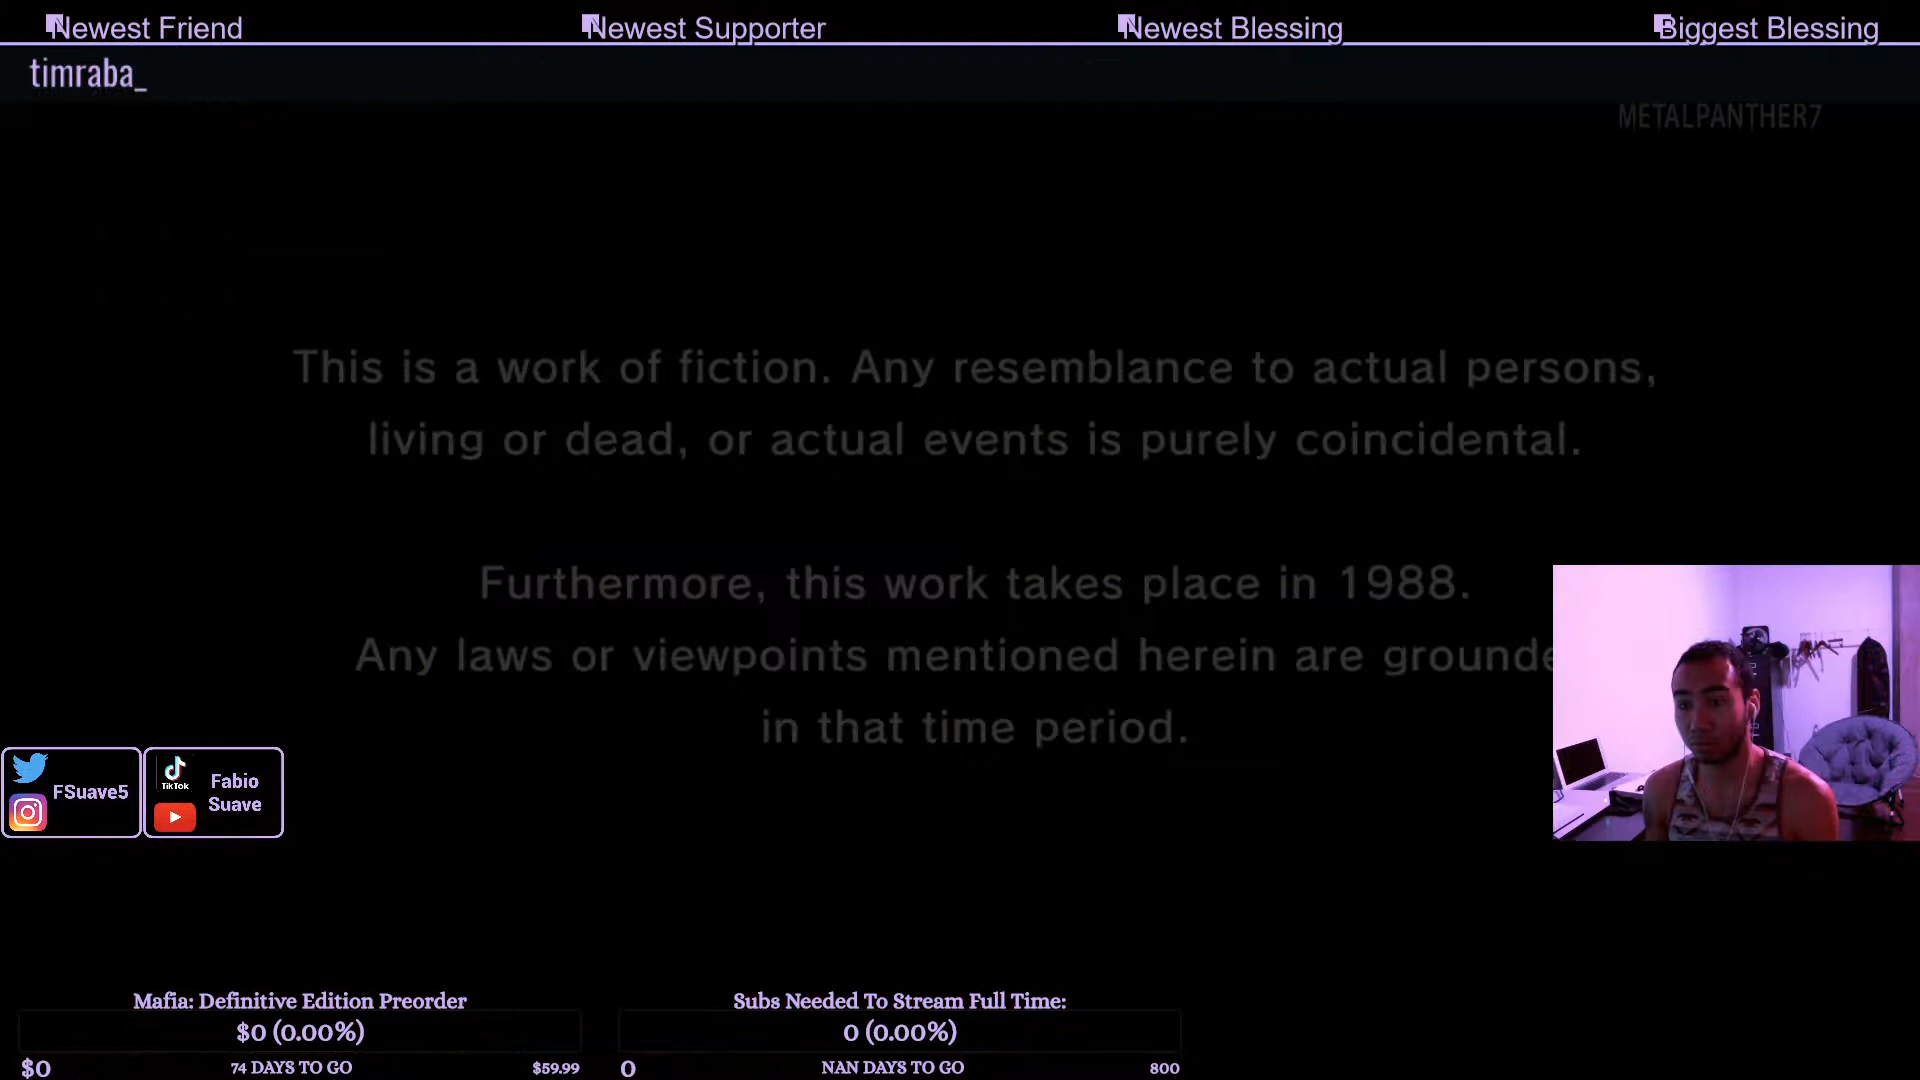 Newest Friend
Newest Supporter
Newest Blessing
Biggest Blessing
timraba_
METALPANTHER7
This is a work of fiction. Any resemblance to actual persons,
living or dead, or actual events is purely coincidental.
Furthermore, this work takes place in 1988.
Any laws or viewpoints mentioned herein are grounde
in that time period.
FSuave5
TikTok
Fabio
Suave
Mafia: Definitive Edition Preorder
$0 (0.00%)
$0
74 DAYS TO GO
$59.99
Subs Needed To Stream Full Time:
0 (0.00%)
0
NAN DAYS TO GO
800